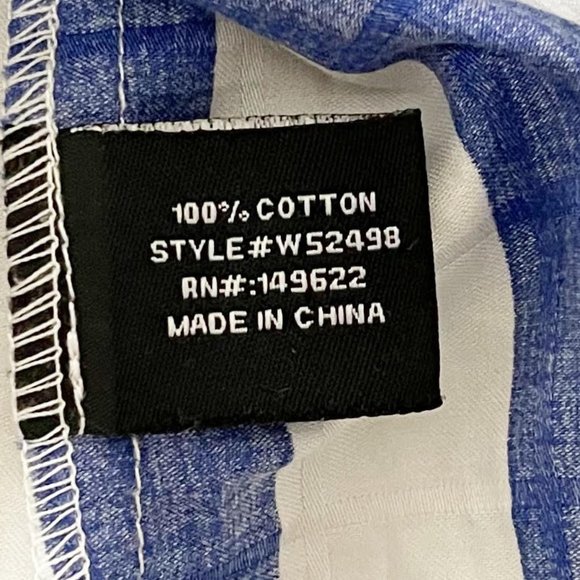 100% COTTON
STYLE#W52498
RN#:149622
MADE IN CHINA